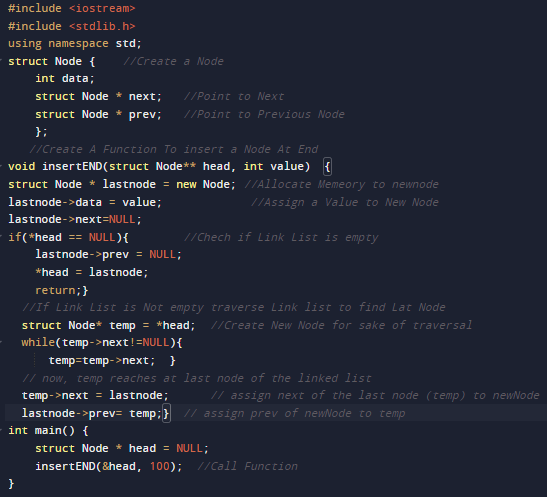 #include <iostream>
#include <stdlib.h>
using namespace std;
struct Node {    //Create a Node
    int data;
    struct Node * next;   //Point to Next
    struct Node * prev;   //Point to Previous Node
    };
   //Create A Function To insert a Node At End
void insertEND(struct Node** head, int value)  {
struct Node * lastnode = new Node; //Allocate Memeory to newnode
lastnode->data = value;             //Assign a Value to New Node
lastnode->next=NULL;
if(*head == NULL){        //Chech if Link List is empty
    lastnode->prev = NULL;
    *head = lastnode;
    return;}
  //If Link List is Not empty traverse Link list to find Lat Node
  struct Node* temp = *head;  //Create New Node for sake of traversal
  while(temp->next!=NULL){
      temp=temp->next;  }
  // now, temp reaches at last node of the linked list
  temp->next = lastnode;      // assign next of the last node (temp) to newNode
  lastnode->prev= temp;}  // assign prev of newNode to temp
int main() {
    struct Node * head = NULL;
    insertEND(&head, 100);  //Call Function
}